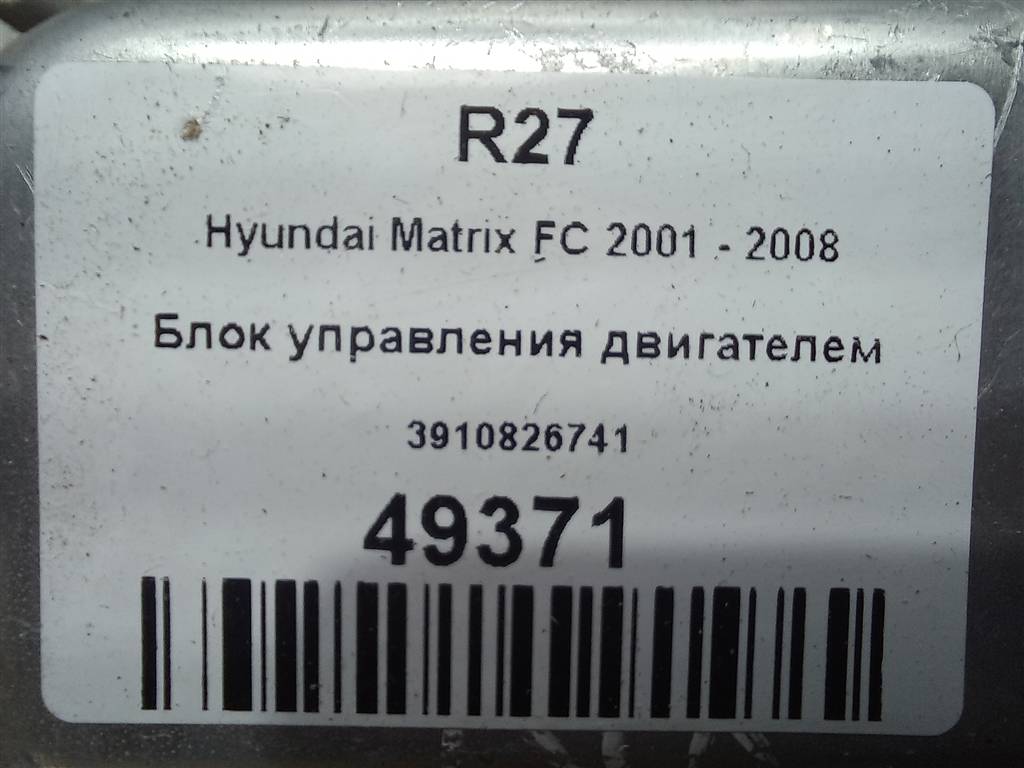 R27
Hyundai Matrix FC 2001 - 2008
Блок управления двигателем
3910826741
49371